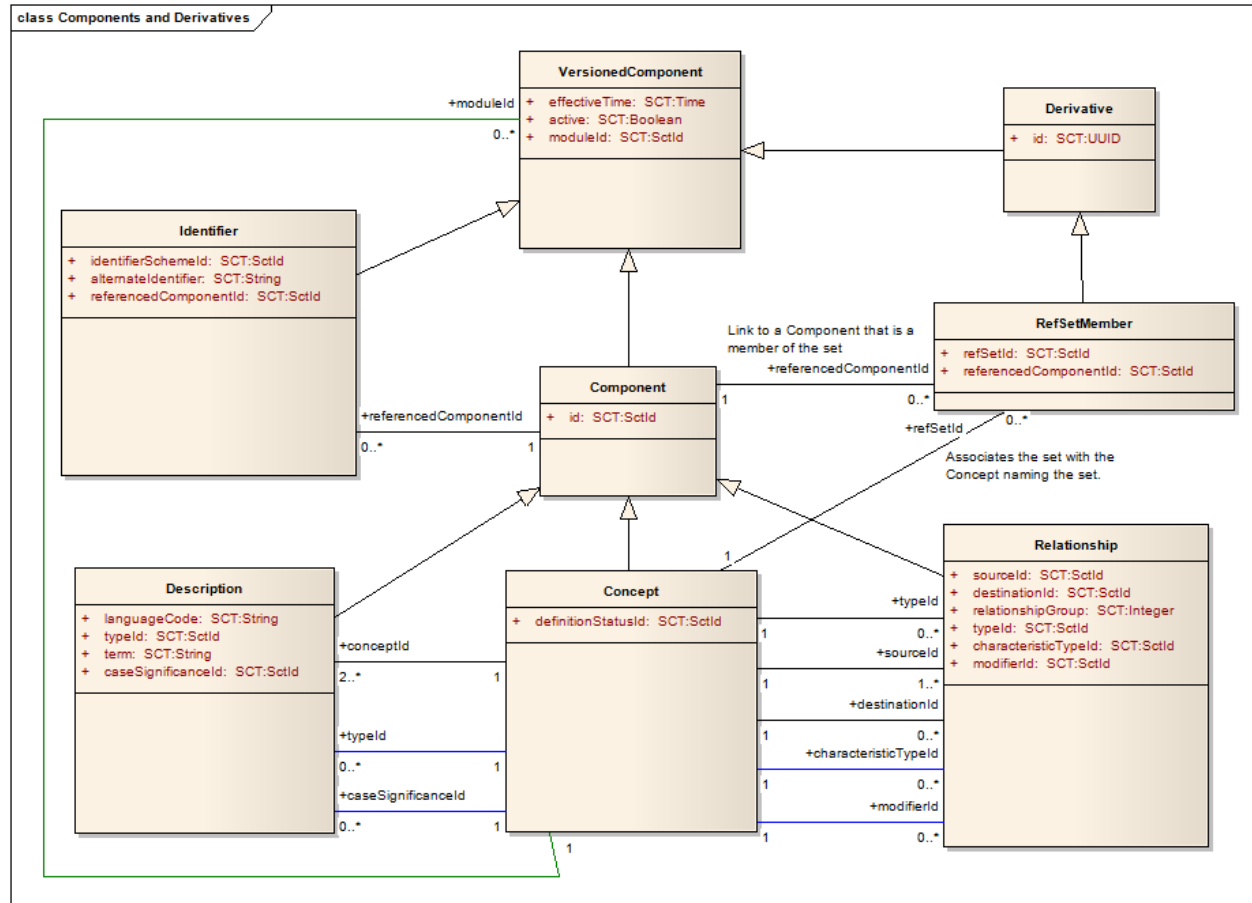 class Components and Derivatives
VersionedComponent
+ effectiveTime: SCT:Time
+ active: SCT:Boolean
+ moduleId: SCT:SctId
+moduleId
0..*
Derivative
+ id: SCT:UUID
Identifier
+ identifierSchemeId: SCT:SctId
+ alternateIdentifier: SCT:String
+ referencedComponentId: SCT:SctId
RefSetMember
+ refSetId: SCT:SctId
+ referencedComponentId: SCT:SctId
Link to a Component that is a
member of the set
+referencedComponentId
1
0..*
Component
+ id: SCT:SctId
+referencedComponentId
0..*
1
+refSetId
0..*
Associates the set with the
Concept naming the set.
1
Relationship
+ sourceId: SCT:SctId
+ destinationId: SCT:SctId
+ relationshipGroup: SCT:Integer
+ typeId: SCT:SctId
+ characteristicTypeId: SCT:SctId
+ modifierId: SCT:SctId
Description
+ languageCode: SCT:String
+ typeId: SCT:SctId
+ term: SCT:String
+ caseSignificanceId: SCT:SctId
Concept
+ definitionStatusId: SCT:SctId
+conceptId
2..*
1
+typeId
0..*
1
+caseSignificanceId
0..*
1
+typeId
1
0..*
+sourceId
1
1..*
+destinationId
1
0..*
+characteristicTypeId
1
0..*
+modifierId
1
0..*
1